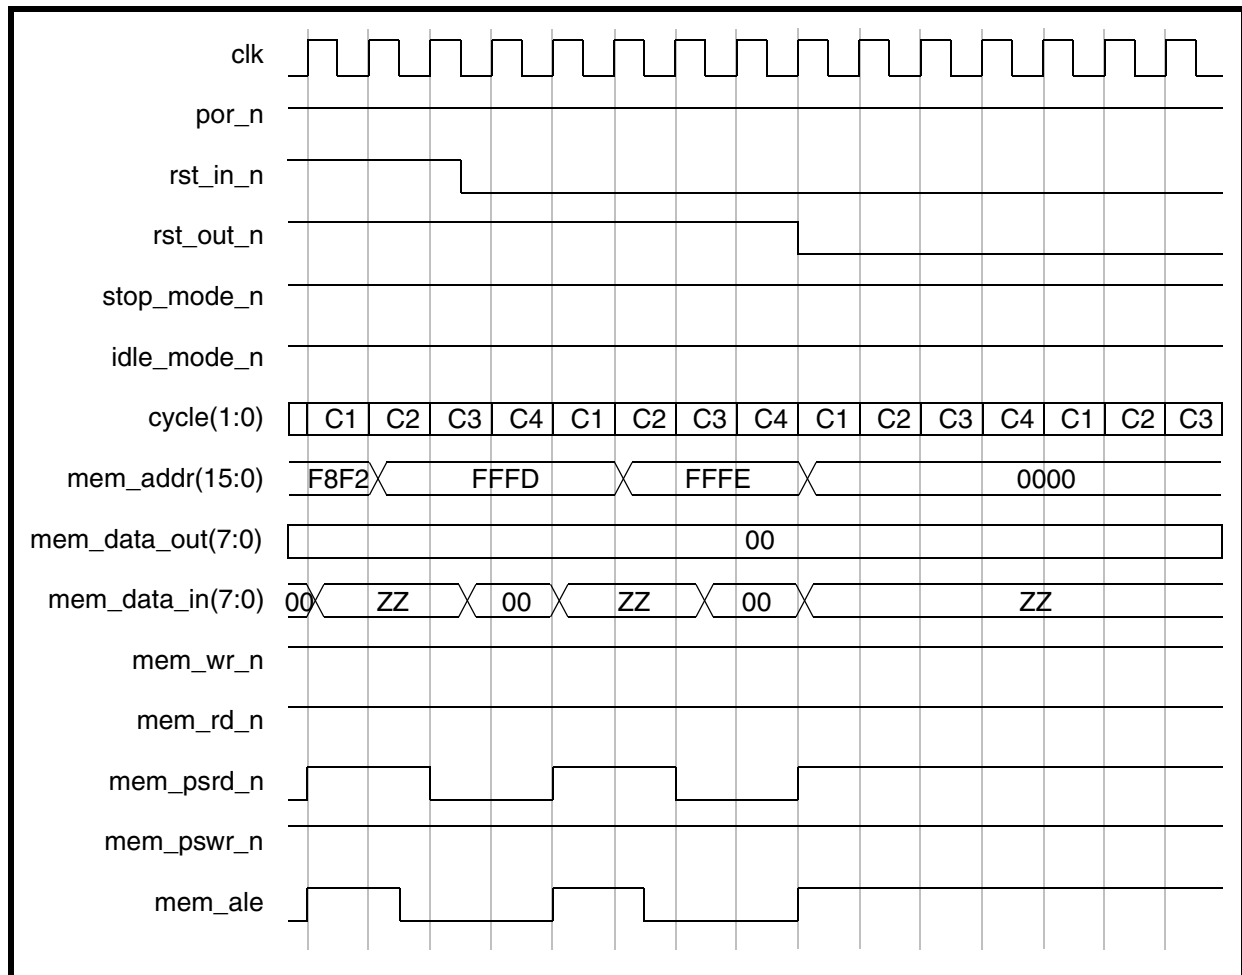 clk
por_n
rst_in_n
rst_out_n
stop_mode_n
idle_mode_n
cycle(1:0) C1 C2 C3 C4 C1 C2 C3 C4 C1 C2 C3 C4 C1 C2 C3
mem_addr(15:0) F8F2 FFFD FFFE 0000
mem_data_out(7:0) 00
mem_data_in(7:0) 00 ZZ 00 ZZ 00 ZZ
mem_wr_n
mem_rd_n
mem_psrd_n
mem_pswr_n
mem_ale